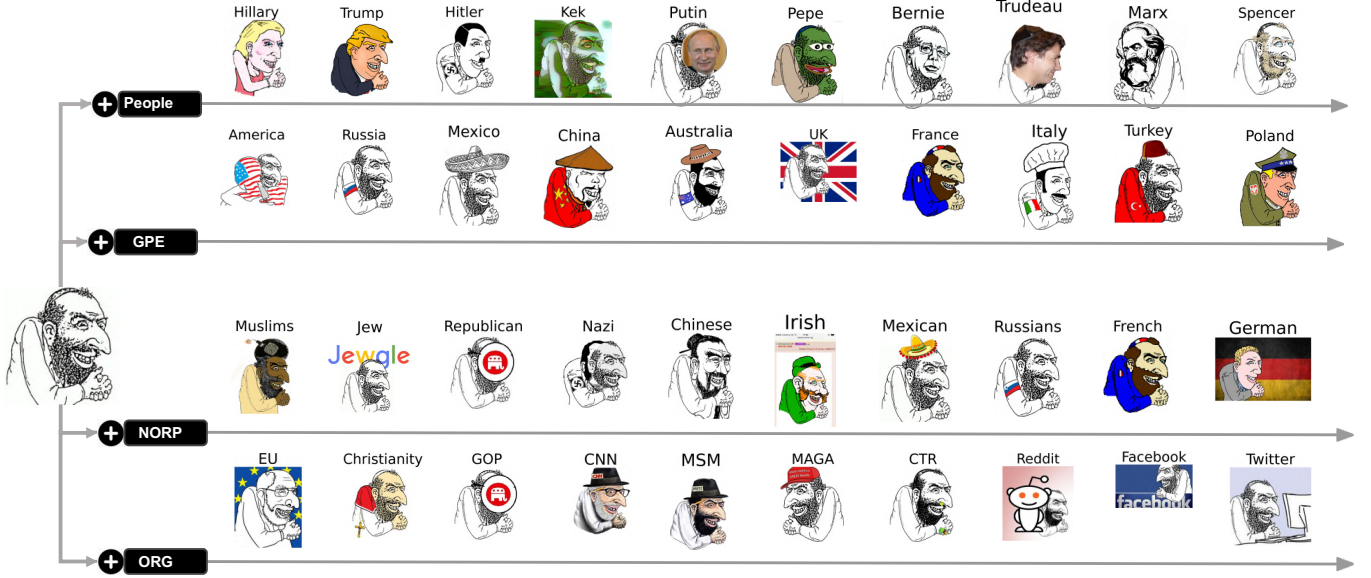 Hillary
Trump
Hitler
Kek
Putin
Pepe
Bernie
Trudeau
Marx
Spencer
People
America
Russia
Mexico
China
Australia
UK
France
Italy
Turkey
Poland
GPE
Muslims
Jew
Republican
Nazi
Chinese
Irish
Mexican
Russians
French
German
Jewgle
NORP
EU
Christianity
GOP
CNN
MSM
MAGA
CTR
Reddit
Facebook
Twitter
facebook
ORG